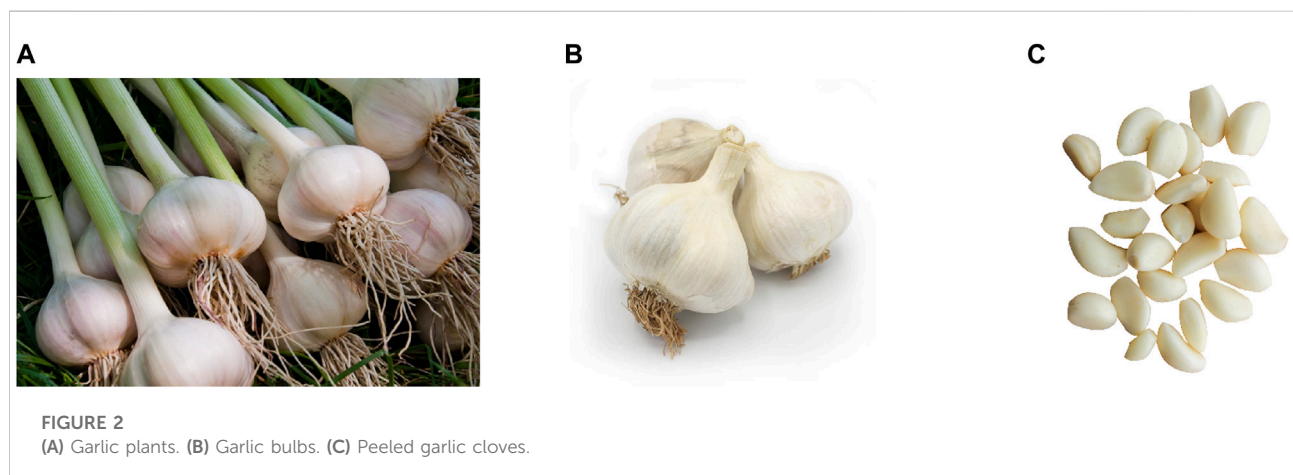 A
B
C
FIGURE 2
(A) Garlic plants. (B) Garlic bulbs. (C) Peeled garlic cloves.